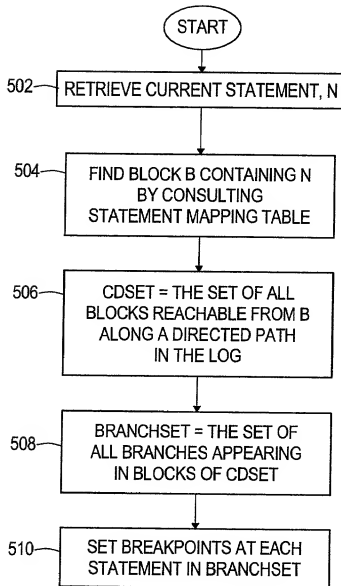 START
502
RETRIEVE CURRENT STATEMENT, N
504
FIND BLOCK B CONTAINING N
BY CONSULTING
STATEMENT MAPPING TABLE
506
CDSET = THE SET OF ALL
BLOCKS REACHABLE FROM B
ALONG A DIRECTED PATH
IN THE LOG
508
BRANCHSET = THE SET OF
ALL BRANCHES APPEARING
IN BLOCKS OF CDSET
510
SET BREAKPOINTS AT EACH
STATEMENT IN BRANCHSET